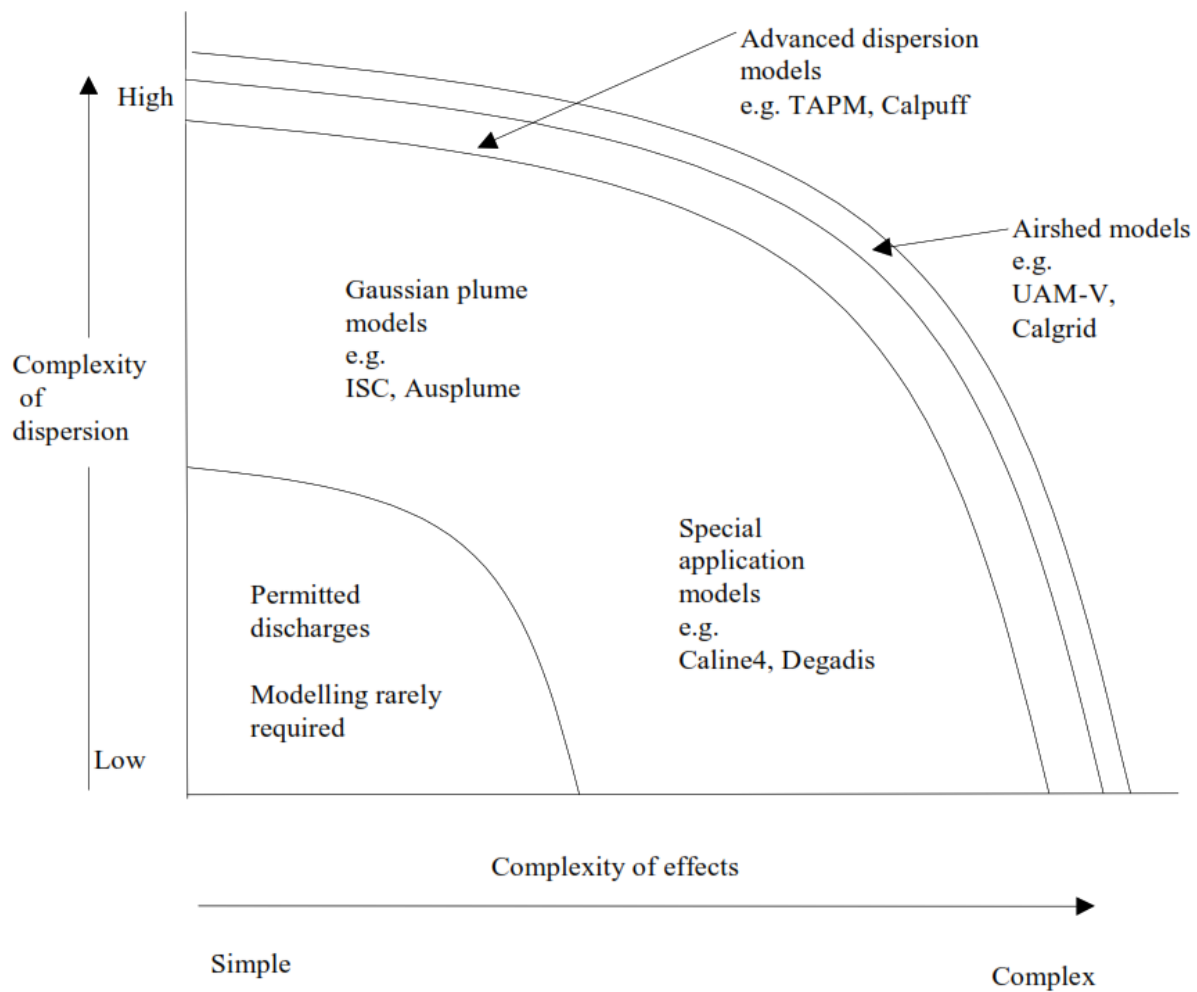 Advanced dispersion
models
e.g. TAPM, Calpuff
High
Airshed models
e.g.
UAM-V,
Calgrid
Gaussian plume
models
e.g.
ISC, Ausplume
Complexity
of
dispersion
Special
application
models
e.g.
Caline4, Degadis
Permitted
discharges
Modelling rarely
required
Low
Complexity of effects
Simple
Complex